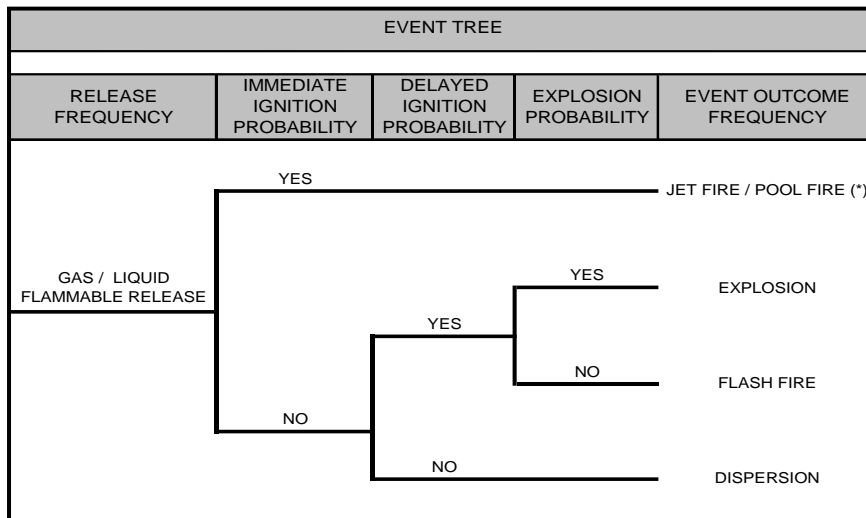 EVENT TREE
RELEASE
FREQUENCY
IMMEDIATE
IGNITION
PROBABILITY
DELAYED
IGNITION
PROBABILITY
EXPLOSION
PROBABILITY
EVENT OUTCOME
FREQUENCY
YES
JET FIRE / POOL FIRE (*)
GAS / LIQUID
FLAMMABLE RELEASE
YES
EXPLOSION
YES
NO
FLASH FIRE
NO
NO
DISPERSION